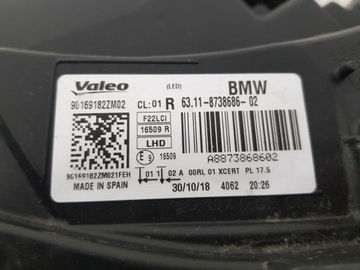 Valeo (LED) BMW
90169182ZM02 CL:01 R 63.11-8738686-02
F22LCI
16509 R
LHD
E9 16509 A8873868602
90169182ZM021FEH 01 1 02 A 00RL 01 XCERT PL 17.5
MADE IN SPAIN 30/10/18 4062 20:26